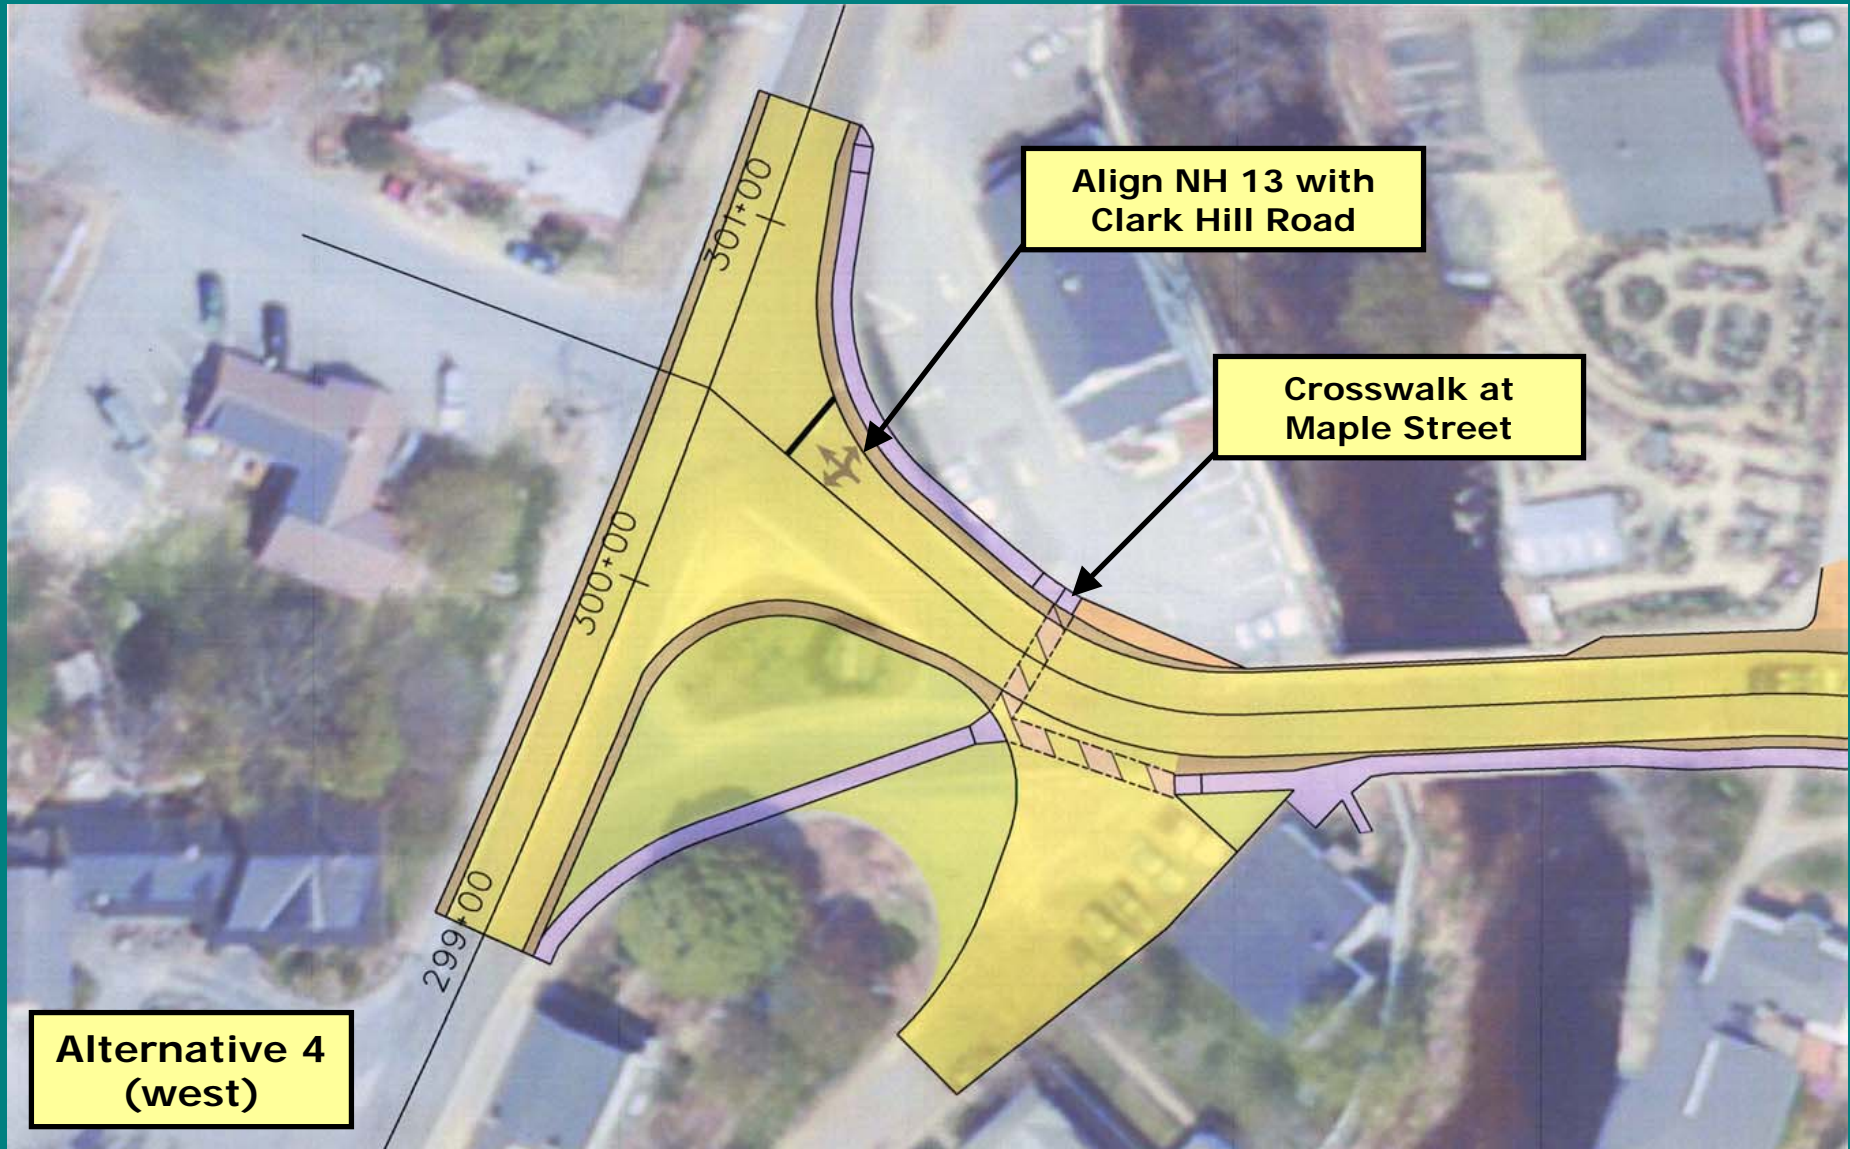 301+00
Align NH 13 with
Clark Hill Road
Crosswalk at
Maple Street
300+00
299+00
Alternative 4
(west)